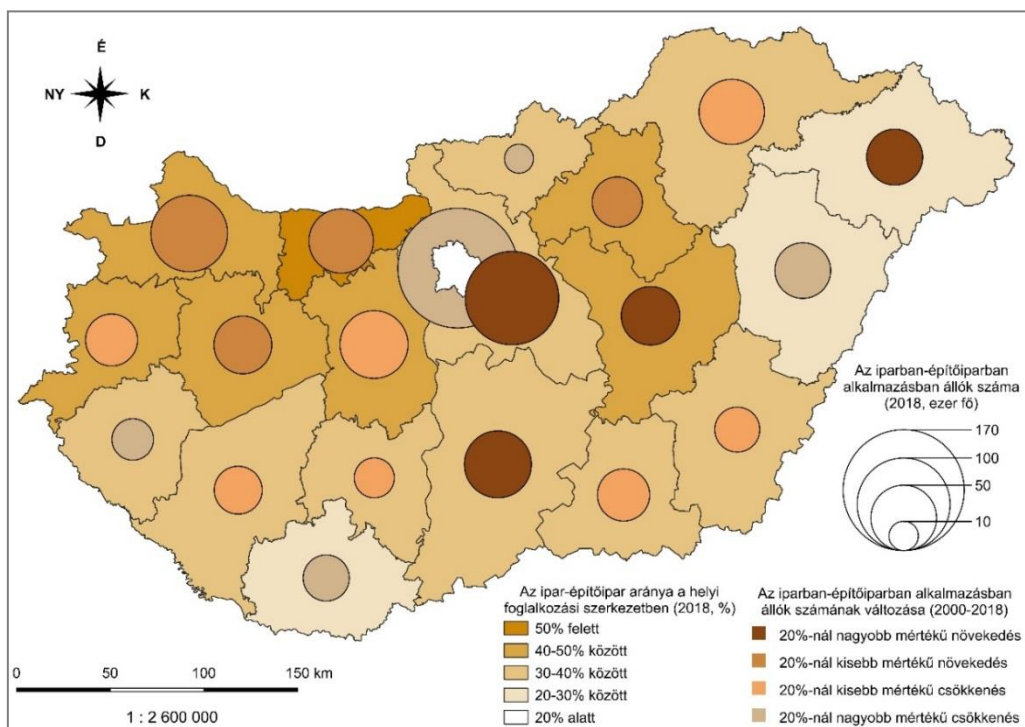 É
NY
K
D
Az iparban-építőiparban
alkalmazásban állók száma
(2018, ezer fő)
170
100
50
10
Az ipar-építőipar aránya a helyi
foglalkozási szerkezetben (2018, %)
50% felett
40-50% között
30-40% között
20-30% között
20% alatt
Az iparban-építőiparban alkalmazásban
állók számának változása (2000-2018)
20%-nál nagyobb mértékű növekedés
20%-nál kisebb mértékű növekedés
20%-nál kisebb mértékű csökkenés
20%-nál nagyobb mértékű csökkenés
0
50
100
150 km
1 : 2 600 000